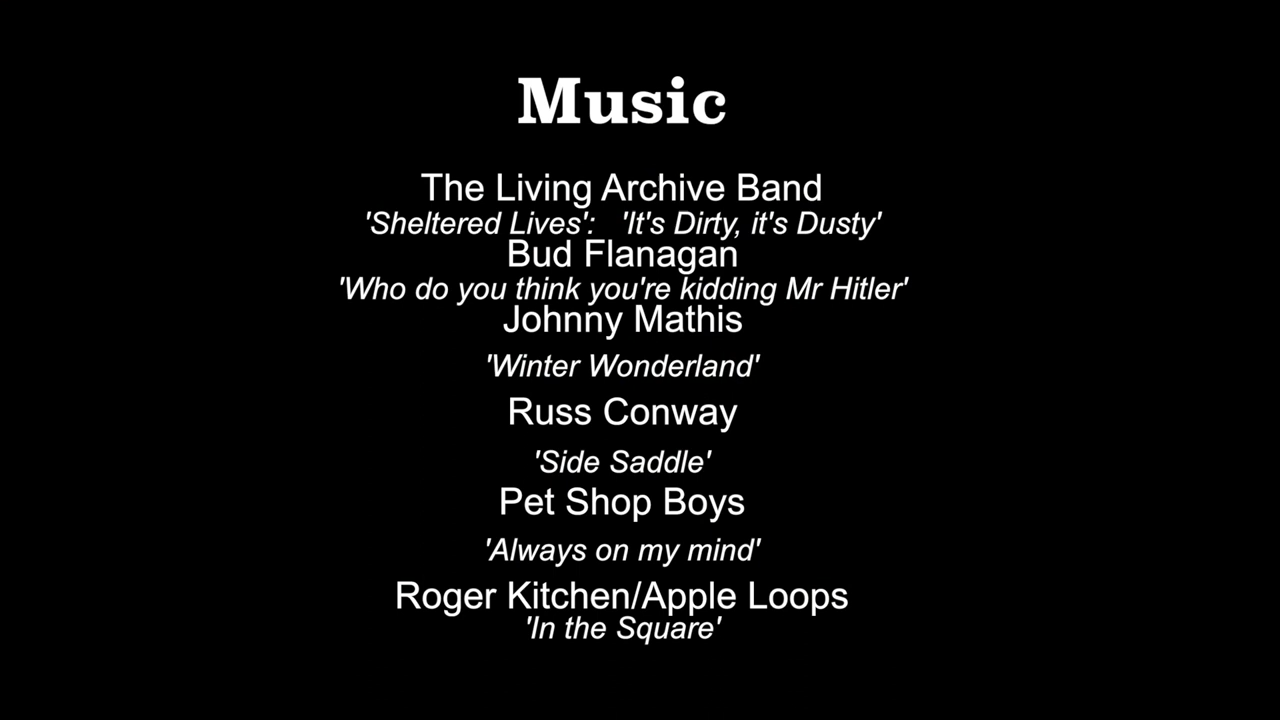 Music
The Living Archive Band
'Sheltered Lives':   'It's Dirty, it's Dusty'
Bud Flanagan
'Who do you think you're kidding Mr Hitler'
Johnny Mathis
'Winter Wonderland'
Russ Conway
'Side Saddle'
Pet Shop Boys
'Always on my mind'
Roger Kitchen/Apple Loops
'In the Square'